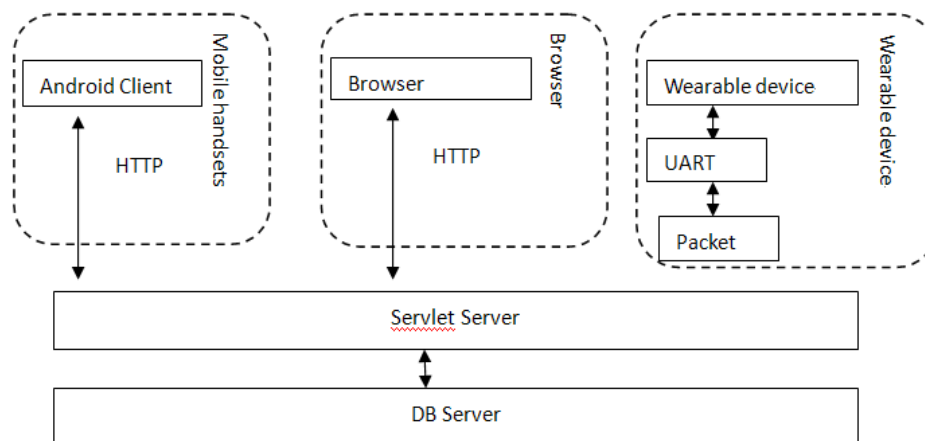 Mobile handsets
Android Client
HTTP
Browser
Browser
HTTP
Wearable device
Wearable device
UART
Packet
Servlet Server
DB Server